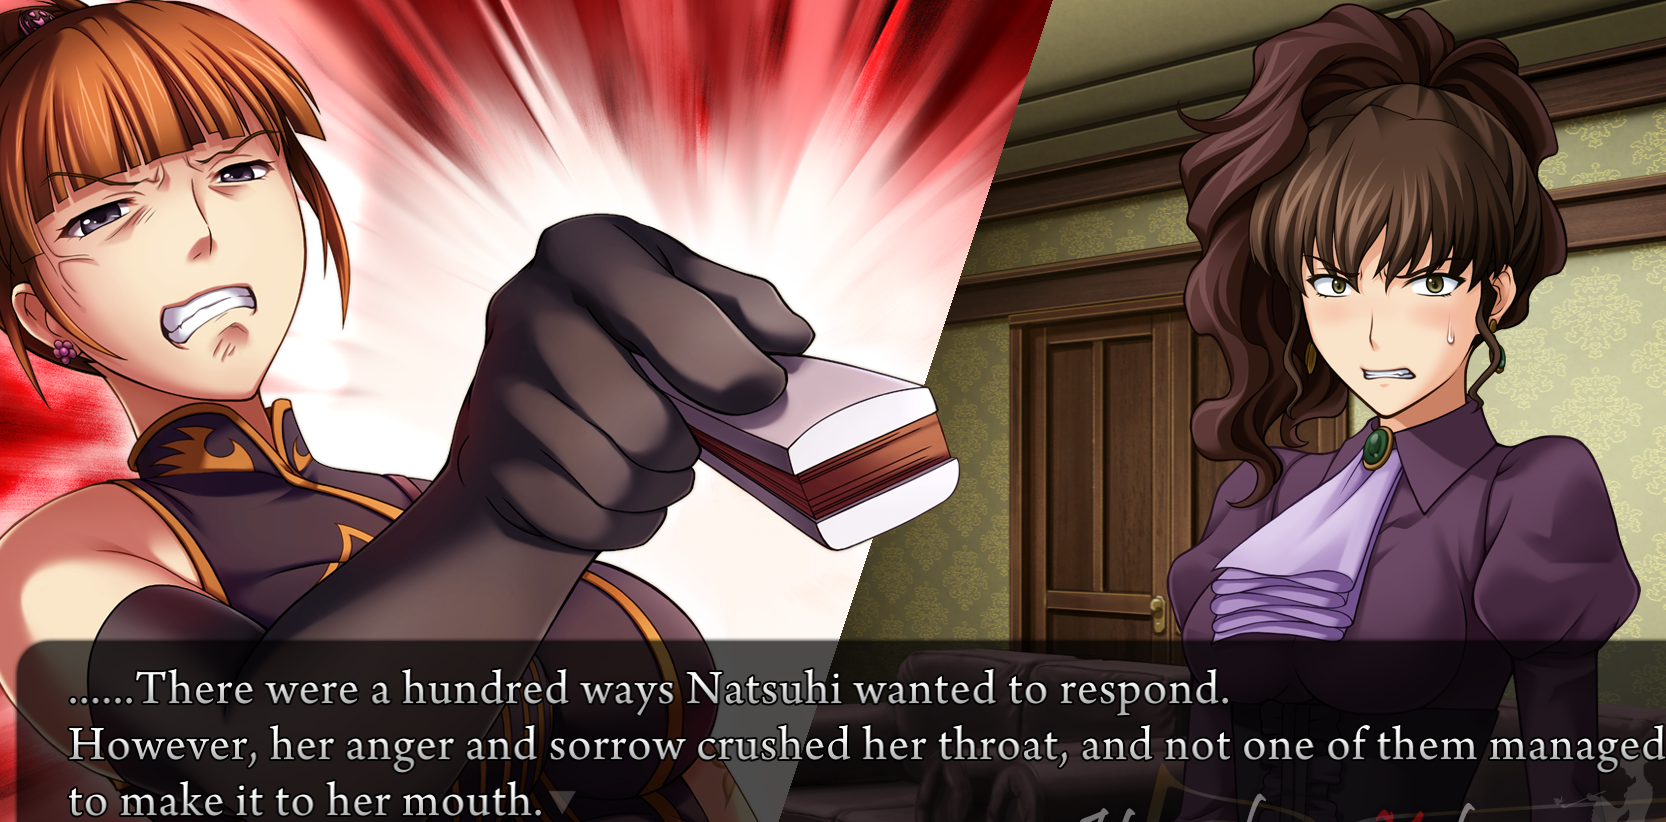 ......There were a hundred ways Natsuhi wanted to respond.
However, her anger and sorrow crushed her throat, and not one of them managed
to make it to her mouth.